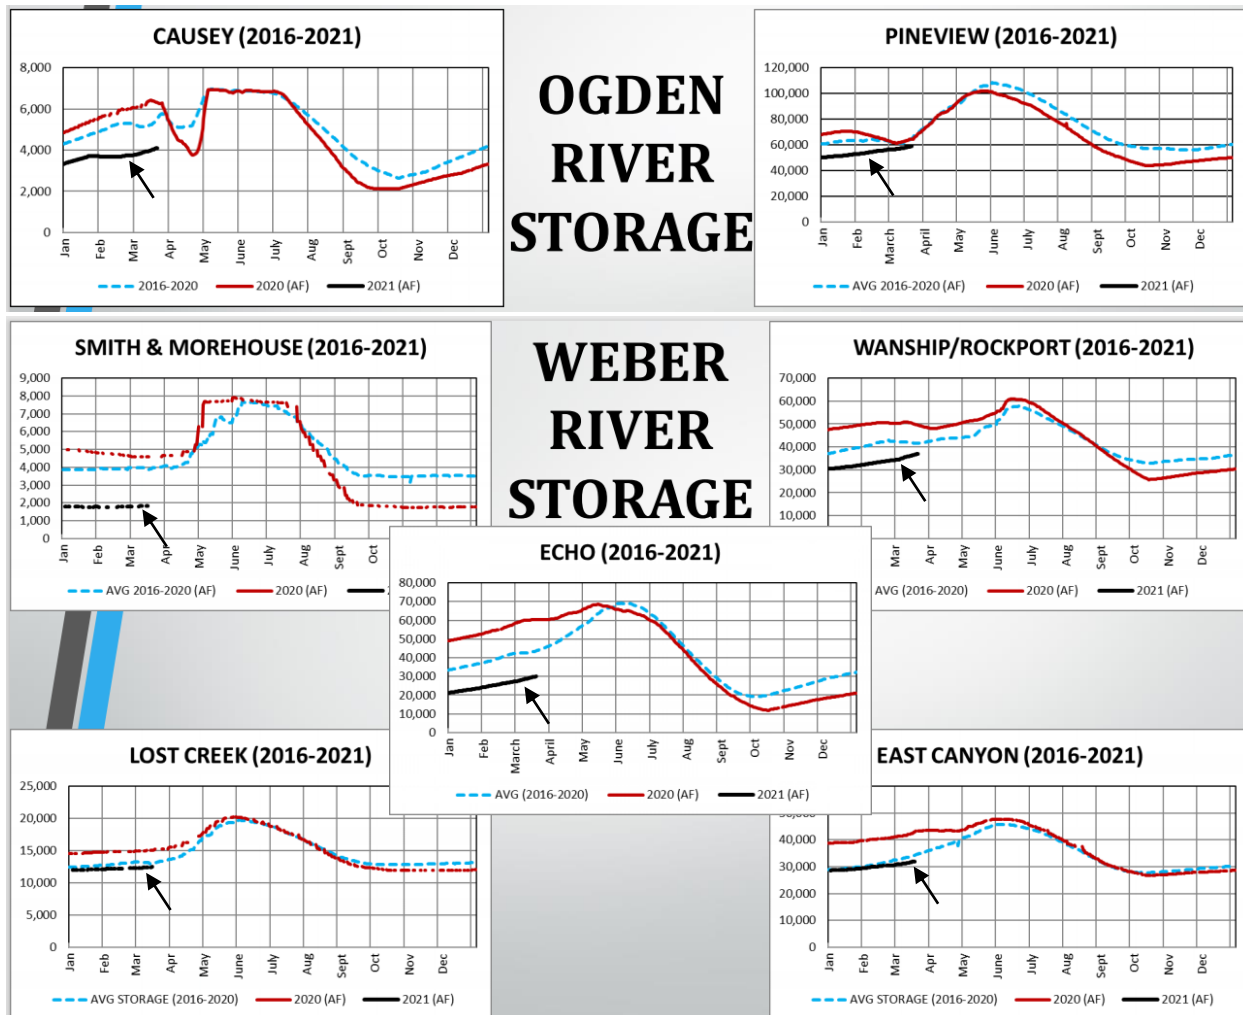 CAUSEY (2016-2021)
8,000
6,000
4,000
2,000
0
Jan
Feb
Mar
Apr
May
June
July
Aug
Sept
Oct
Nov
Dec
2016-2020
2020 (AF)
2021 (AF)
OGDEN
RIVER
STORAGE
PINEVIEW (2016-2021)
120,000
100,000
80,000
60,000
40,000
20,000
0
Jan
Feb
March
April
May
June
July
Aug
Sept
Oct
Nov
Dec
AVG 2016-2020
2020 (AF)
2021 (AF)
SMITH & MOREHOUSE (2016-2021)
9,000
8,000
7,000
6,000
5,000
4,000
3,000
2,000
1,000
0
Jan
Feb
Mar
Apr
May
June
July
Aug
Sept
Oct
AVG 2016-2020 (AF)
2020 (AF)
WEBER
RIVER
STORAGE
WANSHIP/ROCKPORT (2016-2021)
70,000
60,000
50,000
40,000
30,000
20,000
10,000
0
Mar
April
May
June
July
Aug
Sept
Oct
Nov
Dec
AVG (2016-2020)
2020 (AF)
2021 (AF)
ECHO (2016-2021)
80,000
70,000
60,000
50,000
40,000
30,000
20,000
10,000
0
Jan
Feb
March
April
May
June
July
Aug
Sept
Oct
Nov
Dec
AVG (2016-2020)
2020 (AF)
2021 (AF)
LOST CREEK (2016-2021)
25,000
20,000
15,000
10,000
5,000
0
Jan
Feb
Mar
Apr
May
June
July
Aug
Sept
Oct
Nov
Dec
AVG STORAGE (2016-2020)
2020 (AF)
2021 (AF)
EAST CANYON (2016-2021)
50,000
40,000
30,000
20,000
10,000
0
Jan
Feb
Mar
Apr
May
June
July
Aug
Sept
Oct
Nov
Dec
AVG STORAGE (2016-2020)
2020 (AF)
2021 (AF)